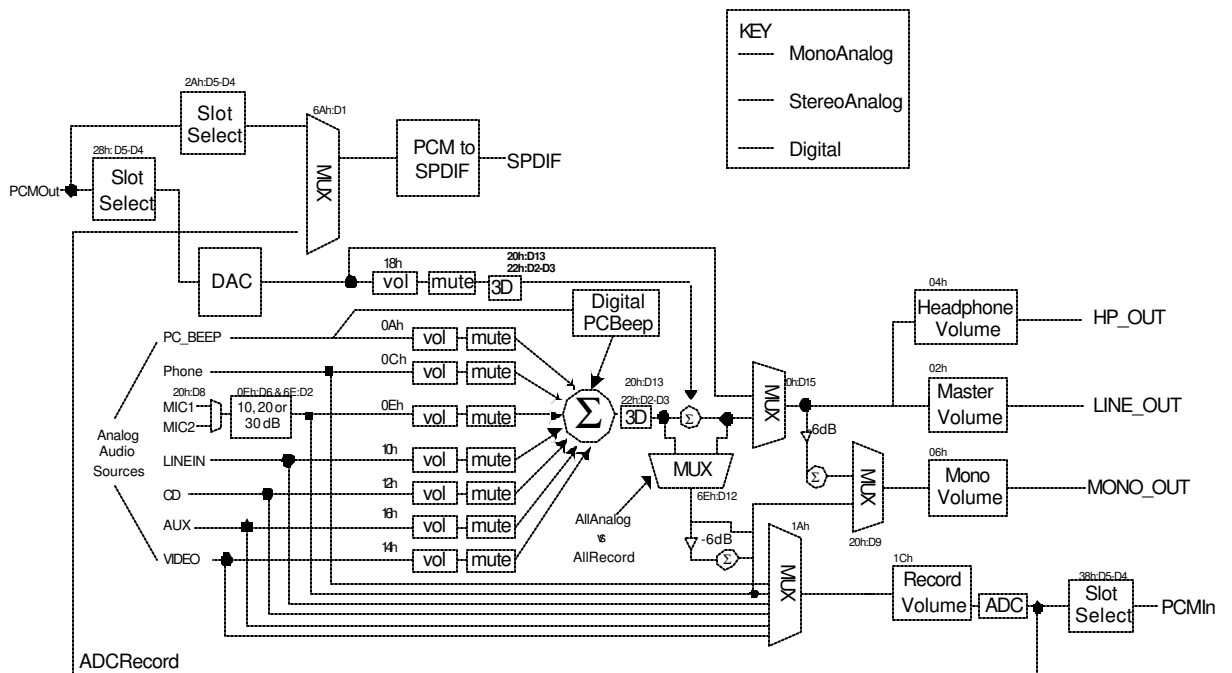 KEY
MonoAnalog
StereoAnalog
Digital
2Ah:D5-D4
Slot
Select
6Ah:D1
MUX
PCM to
SPDIF
SPDIF
28h: D5-D4
PCMOut
Slot
Select
DAC
18h
vol
mute
20h:D13
22h:D2-D3
3D
Digital
PCBeep
04h
Headphone
Volume
HP_OUT
PC_BEEP
0Ah
vol
mute
Phone
0Ch
vol
mute
20h:D8
0Eh:D6 & 6E:D2
MIC1
MIC2
10, 20 or
30 dB
0Eh
vol
mute
Σ
20h:D13
22h:D2-D3
3D
Σ
MUX
0h:D15
02h
Master
Volume
LINE_OUT
Analog
Audio
Sources
LINEIN
10h
vol
mute
MUX
6Eh:D12
-6dB
Σ
MUX
20h:D9
06h
Mono
Volume
MONO_OUT
CD
12h
vol
mute
AUX
16h
vol
mute
AllAnalog
vs
AllRecord
-6dB
Σ
VIDEO
14h
vol
mute
1Ah
MUX
1Ch
Record
Volume
ADC
38h:D5-D4
Slot
Select
PCMIn
ADCRecord